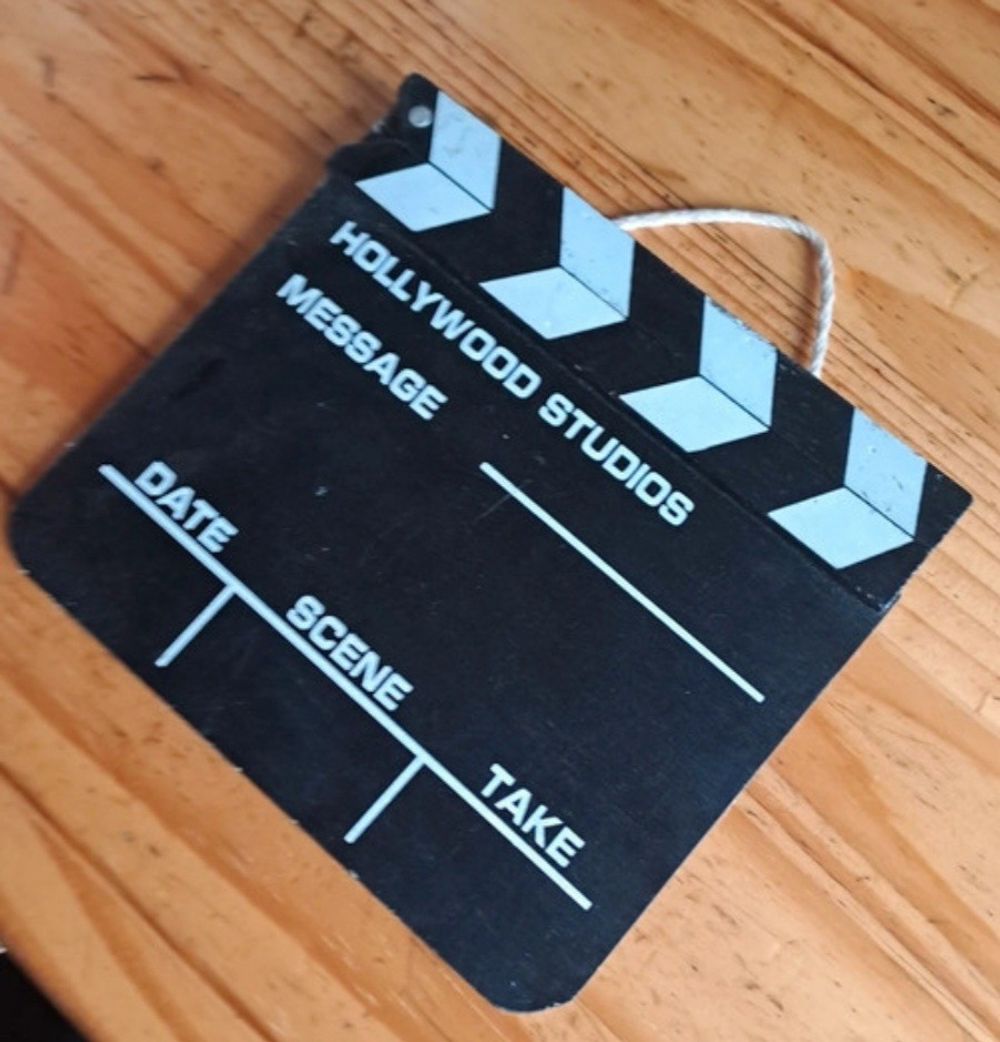 HOLLYWOOD STUDIOS
MESSAGE
DATE SCENE TAKE